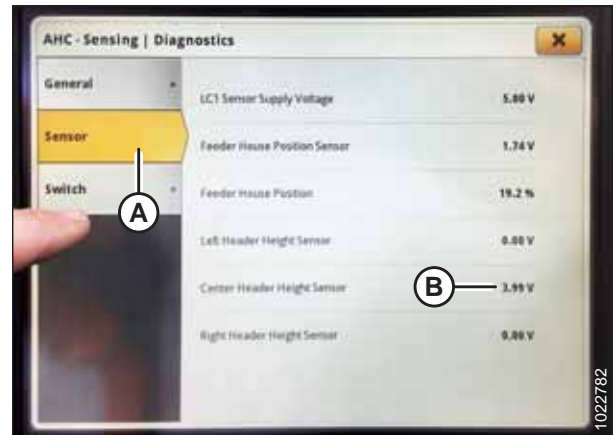 AHC - Sensing | Diagnostics
General
Sensor
Switch
LC1 Sensor Supply Voltage 5.00 V
Feeder House Position Sensor 1.74 V
Feeder House Position 19.2 %
Left Header Height Sensor 0.00 V
Center Header Height Sensor 3.99 V
Right Header Height Sensor 0.00 V
A
B
1022782